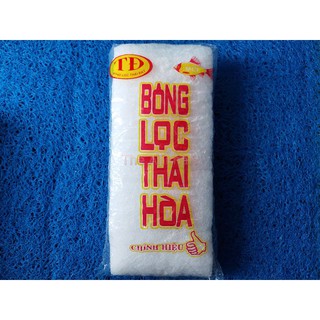 TĐ
BÔNG
LỌC
THÁI
HÒA
CHÍNH HIỆU